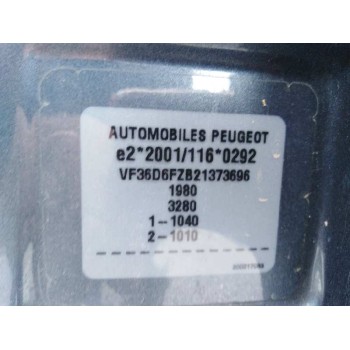 AUTOMOBILES PEUGEOT
e2*2001/116*0292
VF36D6FZB21373696
1980
3280
1-1040
2-1010